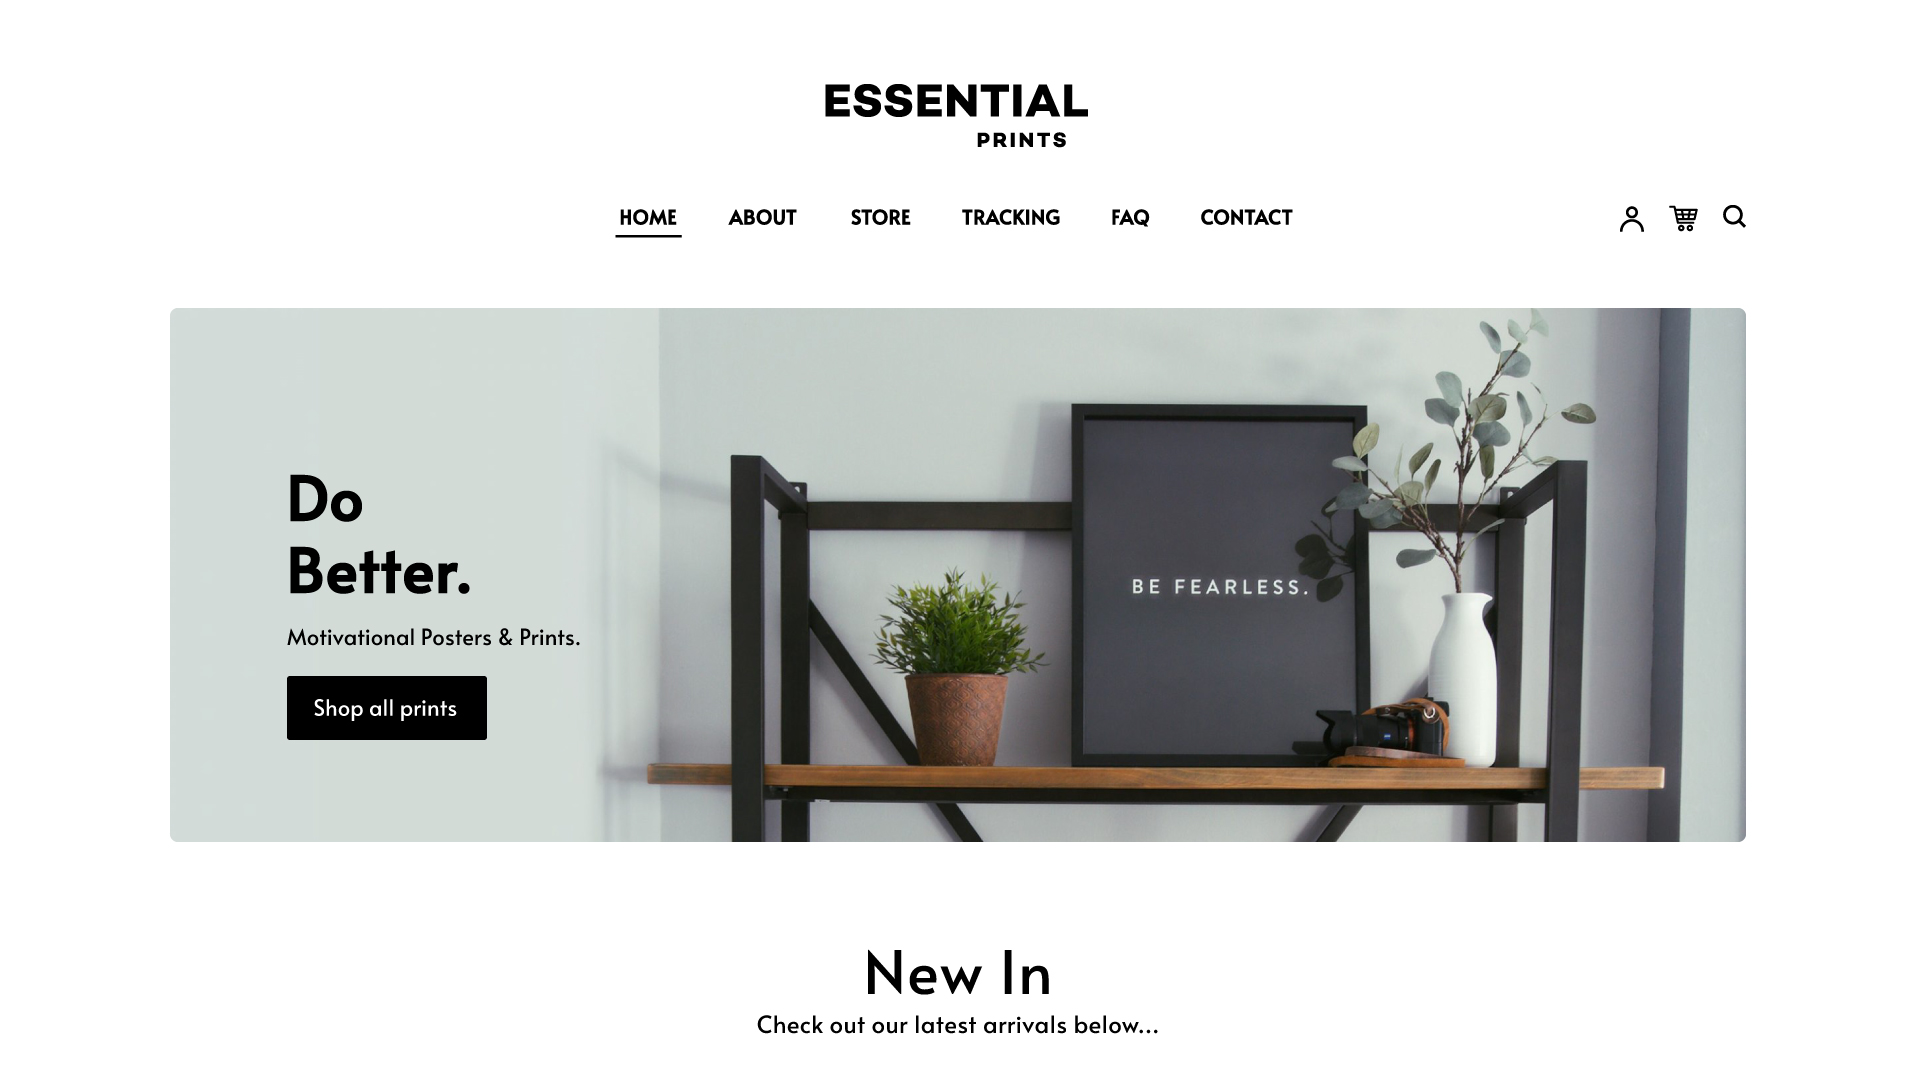 ESSENTIAL
PRINTS
HOME ABOUT STORE TRACKING FAQ CONTACT
Do
Better.
Motivational Posters & Prints.
Shop all prints
BE FEARLESS.
New In
Check out our latest arrivals below...